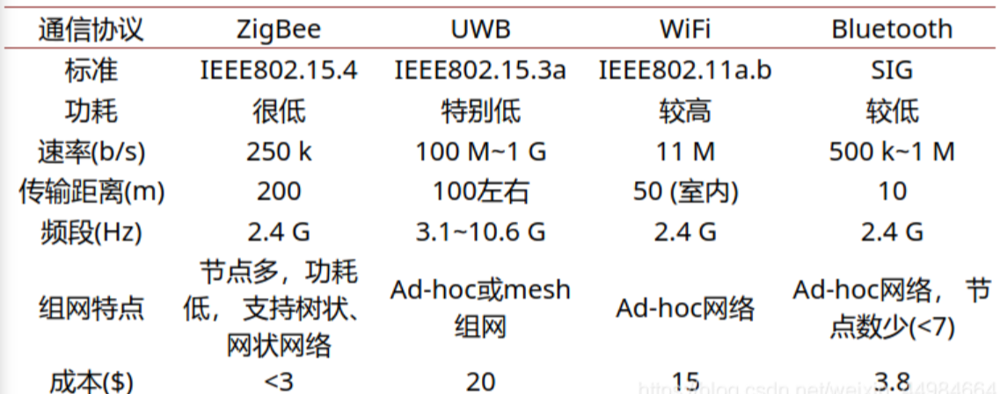 通信协议 ZigBee UWB WiFi Bluetooth
标准 IEEE802.15.4 IEEE802.15.3a IEEE802.11a.b SIG
功耗 很低 特别低 较高 较低
速率(b/s) 250 k 100 M~1 G 11 M 500 k~1 M
传输距离(m) 200 100左右 50 (室内) 10
频段(Hz) 2.4 G 3.1~10.6 G 2.4 G 2.4 G
组网特点
节点多，功耗
低， 支持树状、
网状网络
Ad-hoc或mesh
组网
Ad-hoc网络
Ad-hoc网络， 节
点数少(<7)
成本($) <3 20 15 3.8